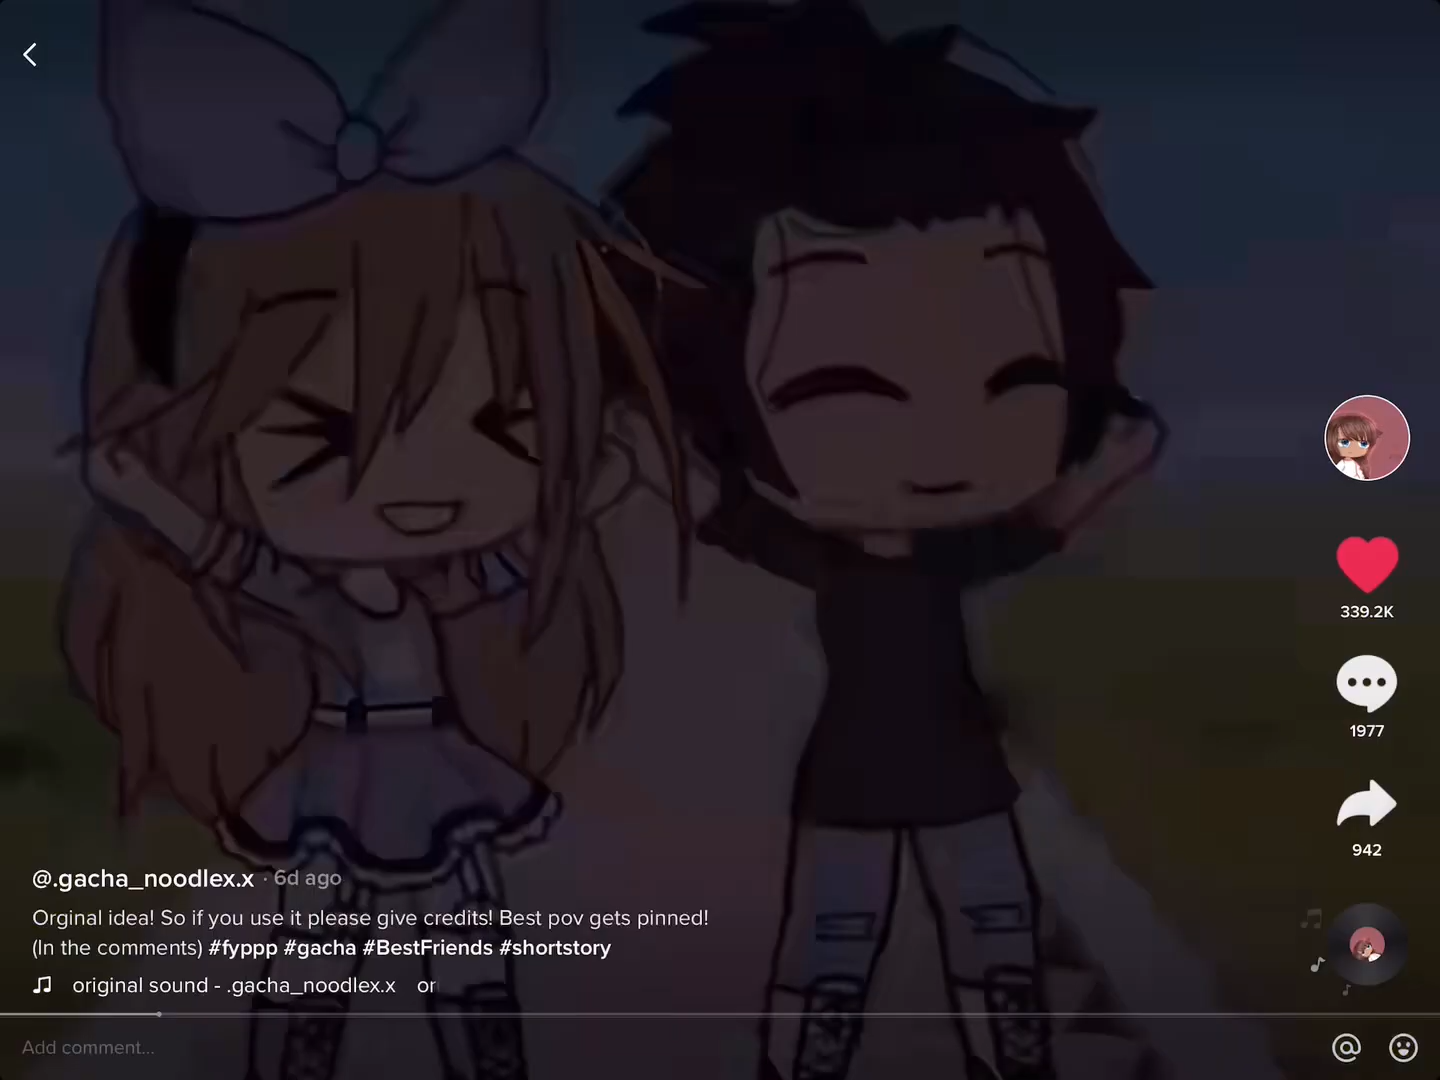 339.2K
1977
942
@.gacha_noodlex.x · 6d ago
Orginal idea! So if you use it please give credits! Best pov gets pinned!
(In the comments) #fyppp #gacha #BestFriends #shortstory
original sound - .gacha_noodlex.x or
Add comment...